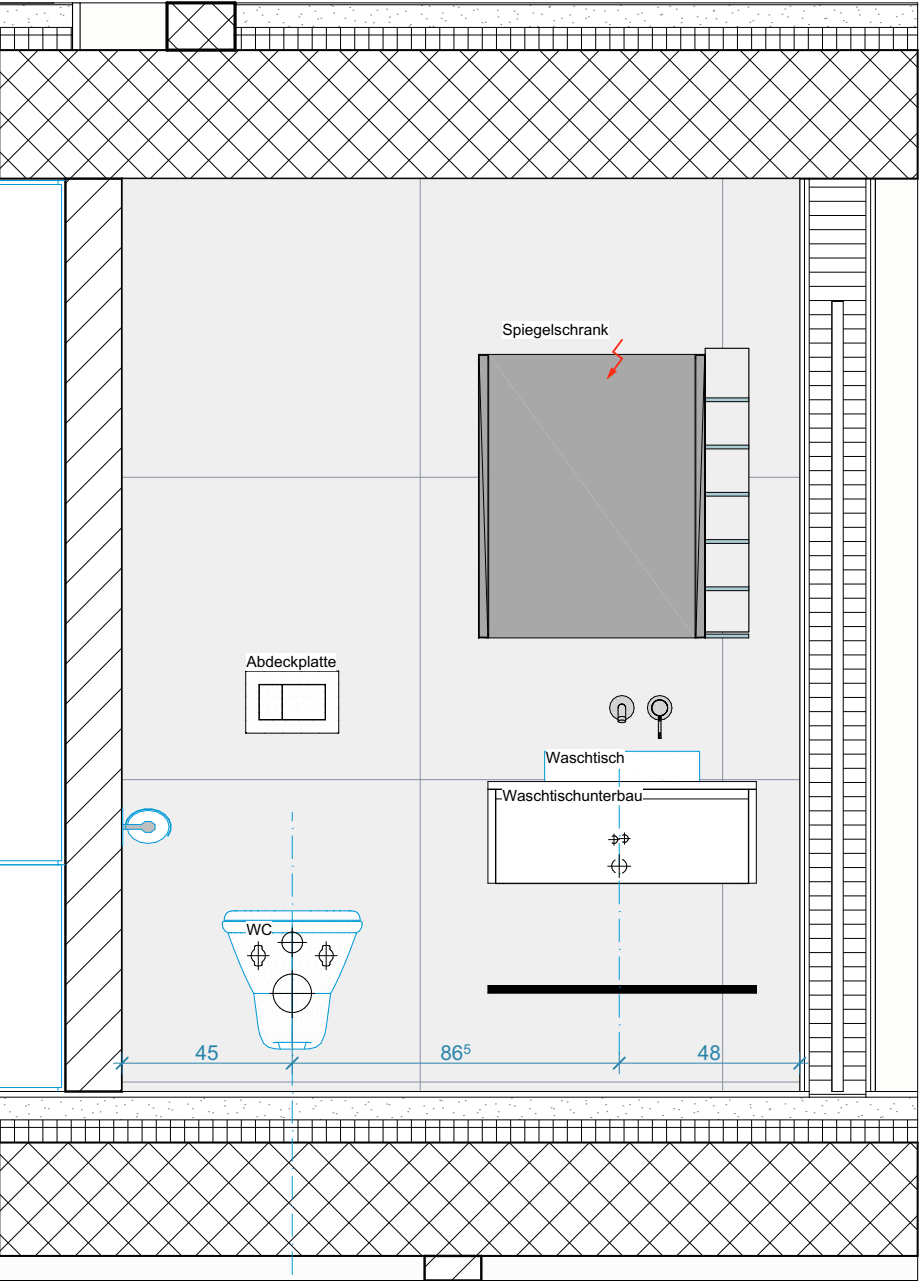 Spiegelschrank
Abdeckplatte
Waschtisch
Waschtischunterbau
WC
45
86⁵
48